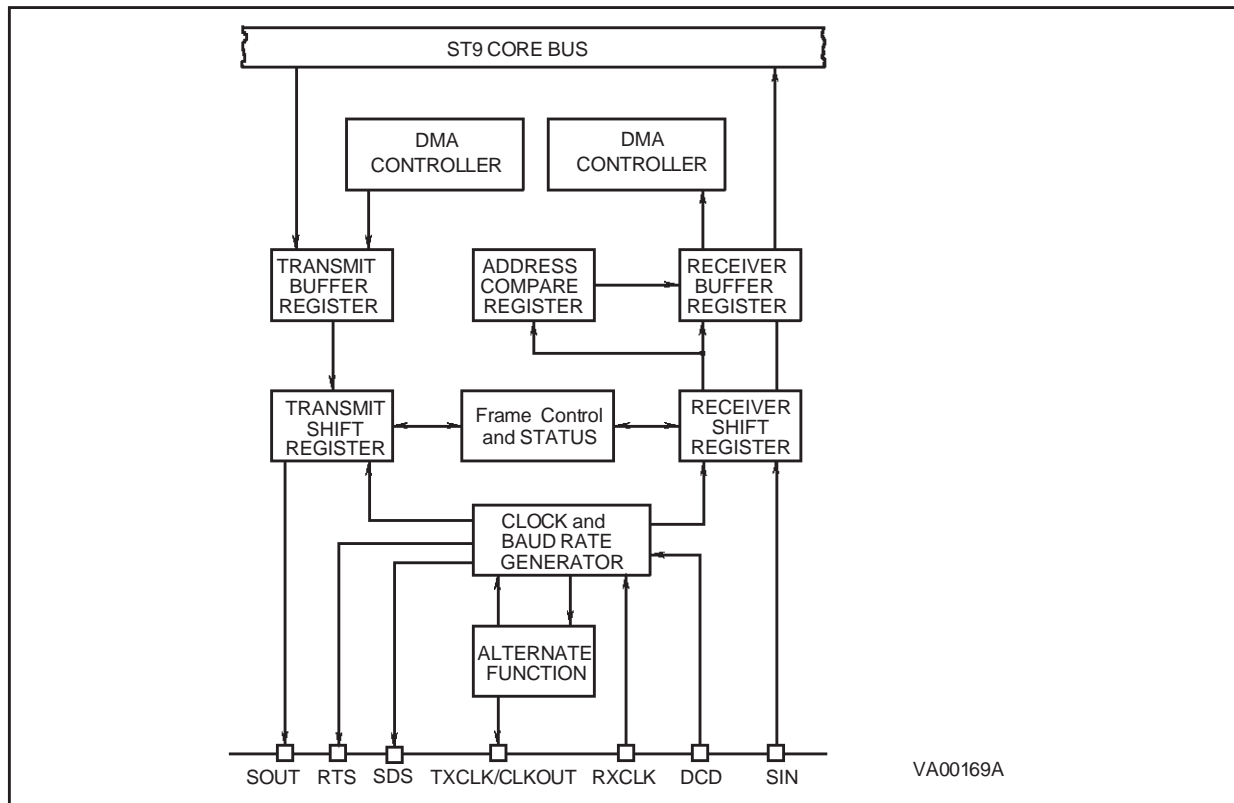 ST9 CORE BUS
DMA
CONTROLLER
DMA
CONTROLLER
TRANSMIT
BUFFER
REGISTER
ADDRESS
COMPARE
REGISTER
RECEIVER
BUFFER
REGISTER
TRANSMIT
SHIFT
REGISTER
Frame Control
and STATUS
RECEIVER
SHIFT
REGISTER
CLOCK and
BAUD RATE
GENERATOR
ALTERNATE
FUNCTION
SOUT RTS SDS TXCLK/CLKOUT RXCLK DCD SIN
VA00169A